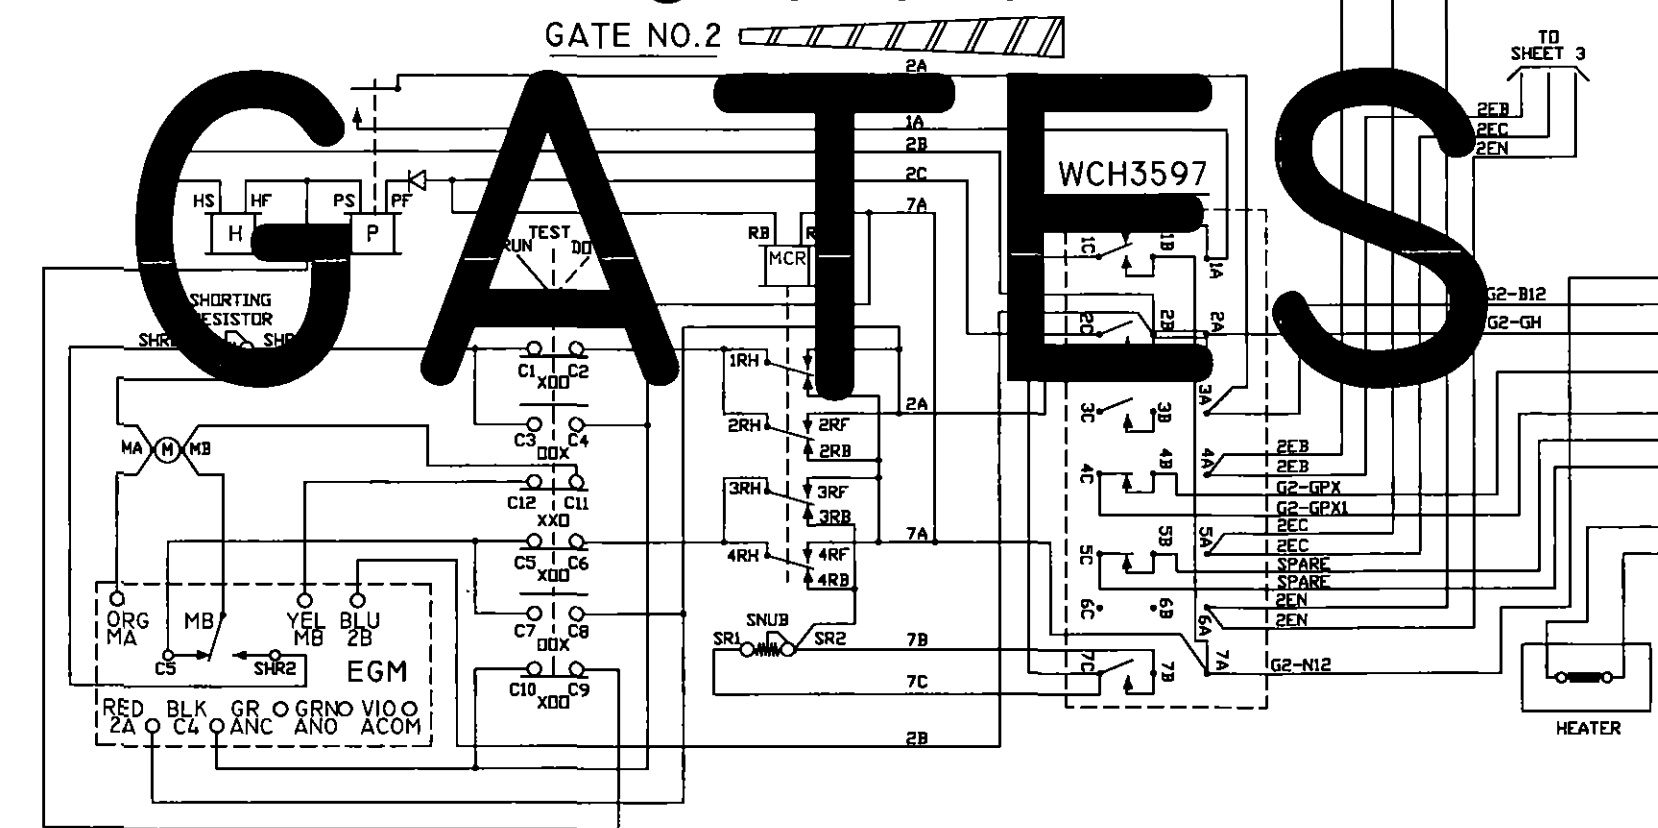 GATE NO.2
TO
SHEET 3
GATES
2A
1A
2B
2C
7A
2EB
2EC
2EN
WCH3597
HS HF PS PF
H P
RUN TEST DO
RB
MCR
1C 1B 1A
SHORTING
RESISTOR
2C 2B 2A
G2-B12
G2-GH
C1 C2
XOO
1RH
3A
2A
C3 C4
OOX
2RH 2RF
2RB
3C 3B
MA M MB
4C 4B 4A
2EB
2EB
C12 C11
XXO
3RH 3RF
3RB
G2-GPX
G2-GPX1
7A
C5 C6
XOO
4RH 4RF
4RB
5C 5B 5A
2EC
2EC
SPARE
SPARE
6C 6B 6A
2EN
2EN
ORG
MA
MB
YEL
MB
BLU
2B
C7 C8
OOX
SNUB
SR1 SR2
7B
7C
C5 SHR2
EGM
C10 C9
XOO
7C 7B 7A
G2-N12
RED
2A
BLK
C4
GR
ANC
GRN
ANO
VIO
ACOM
2B
HEATER